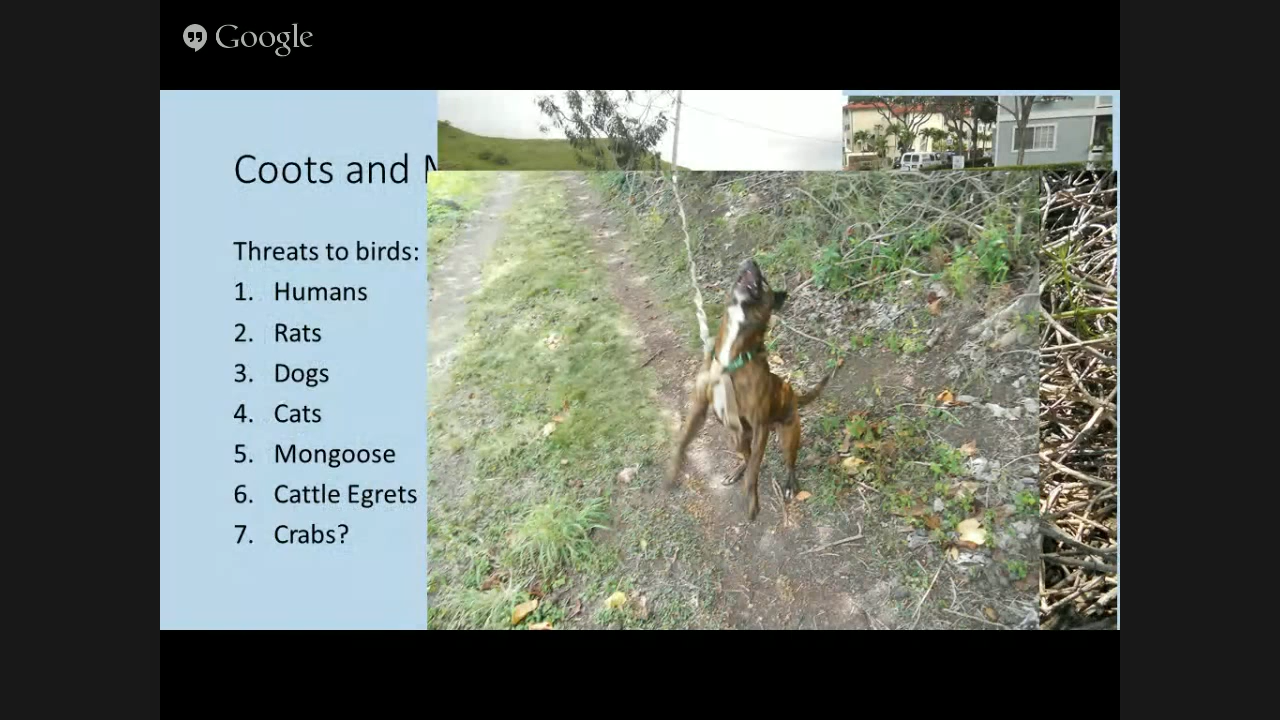 Google
Coots and
Threats to birds:
1. Humans
2. Rats
3. Dogs
4. Cats
5. Mongoose
6. Cattle Egrets
7. Crabs?